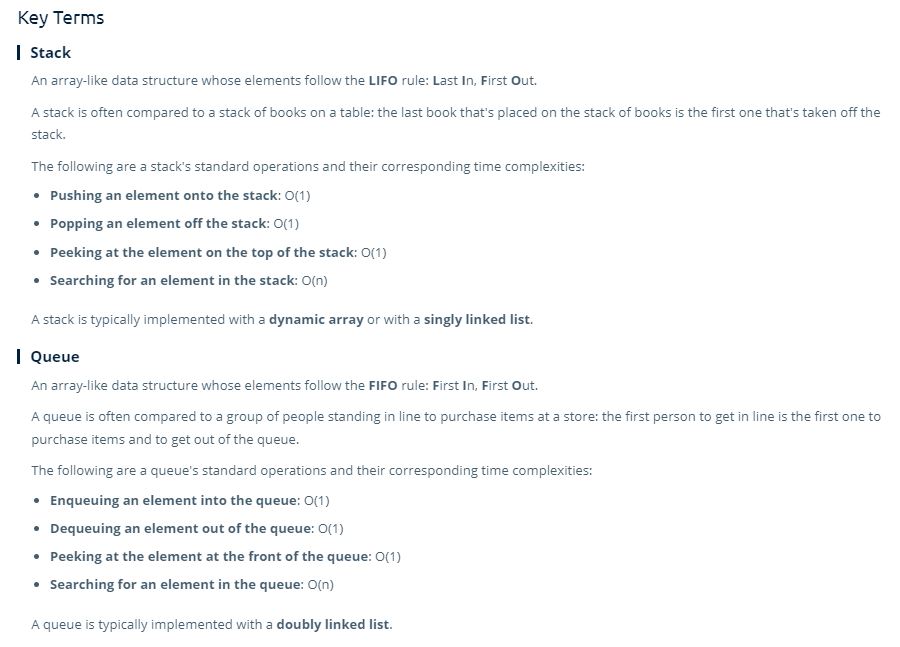 Key Terms
Stack
An array-like data structure whose elements follow the LIFO rule: Last In, First Out.
A stack is often compared to a stack of books on a table: the last book that's placed on the stack of books is the first one that's taken off the
stack.
The following are a stack's standard operations and their corresponding time complexities:
• Pushing an element onto the stack: O(1)
• Popping an element off the stack: O(1)
• Peeking at the element on the top of the stack: O(1)
• Searching for an element in the stack: O(n)
A stack is typically implemented with a dynamic array or with a singly linked list.
Queue
An array-like data structure whose elements follow the FIFO rule: First In, First Out.
A queue is often compared to a group of people standing in line to purchase items at a store: the first person to get in line is the first one to
purchase items and to get out of the queue.
The following are a queue's standard operations and their corresponding time complexities:
• Enqueuing an element into the queue: O(1)
• Dequeuing an element out of the queue: O(1)
• Peeking at the element at the front of the queue: O(1)
• Searching for an element in the queue: O(n)
A queue is typically implemented with a doubly linked list.